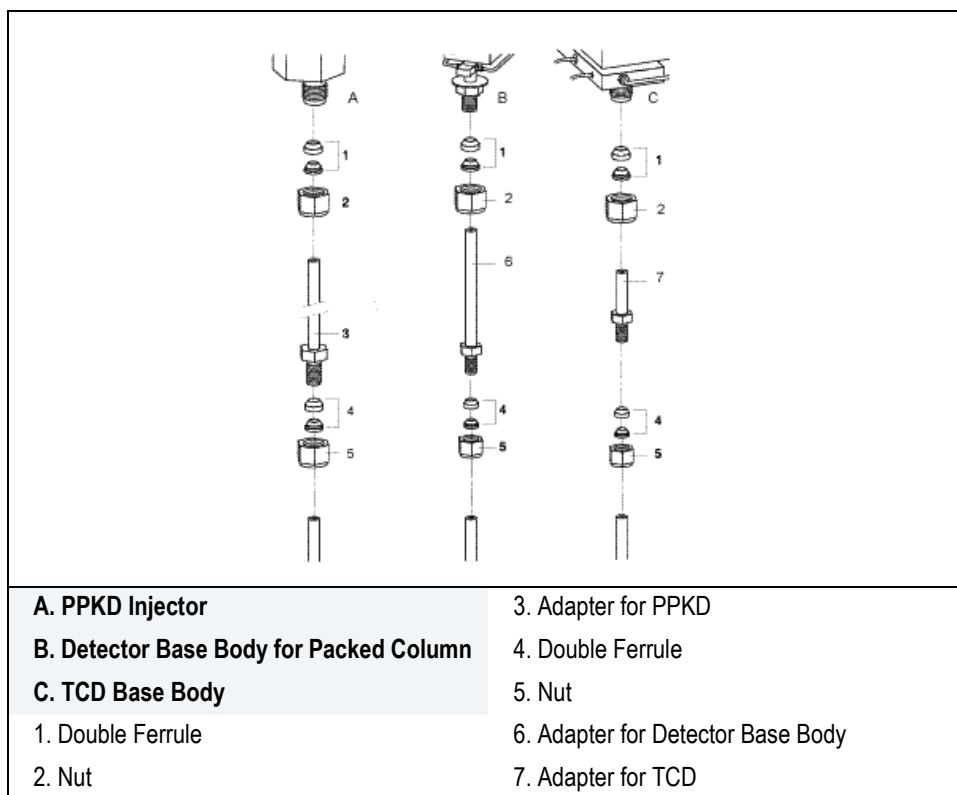 A
B
C
1
1
1
2
2
2
6
7
3
4
4
4
5
5
5
A. PPKD Injector
B. Detector Base Body for Packed Column
C. TCD Base Body
1. Double Ferrule
2. Nut
3. Adapter for PPKD
4. Double Ferrule
5. Nut
6. Adapter for Detector Base Body
7. Adapter for TCD